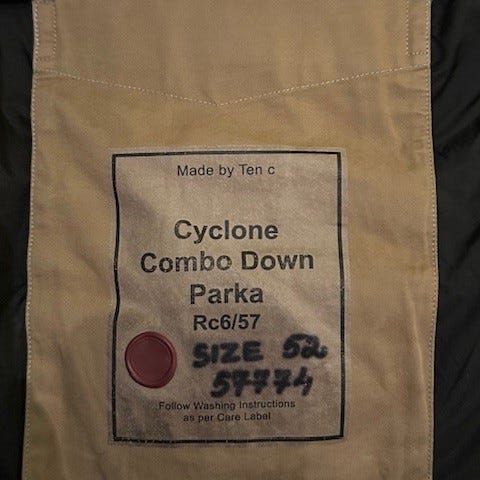 Made by Ten c
Cyclone
Combo Down
Parka
Rc6/57
SIZE 52
57774
Follow Washing Instructions
as per Care Label